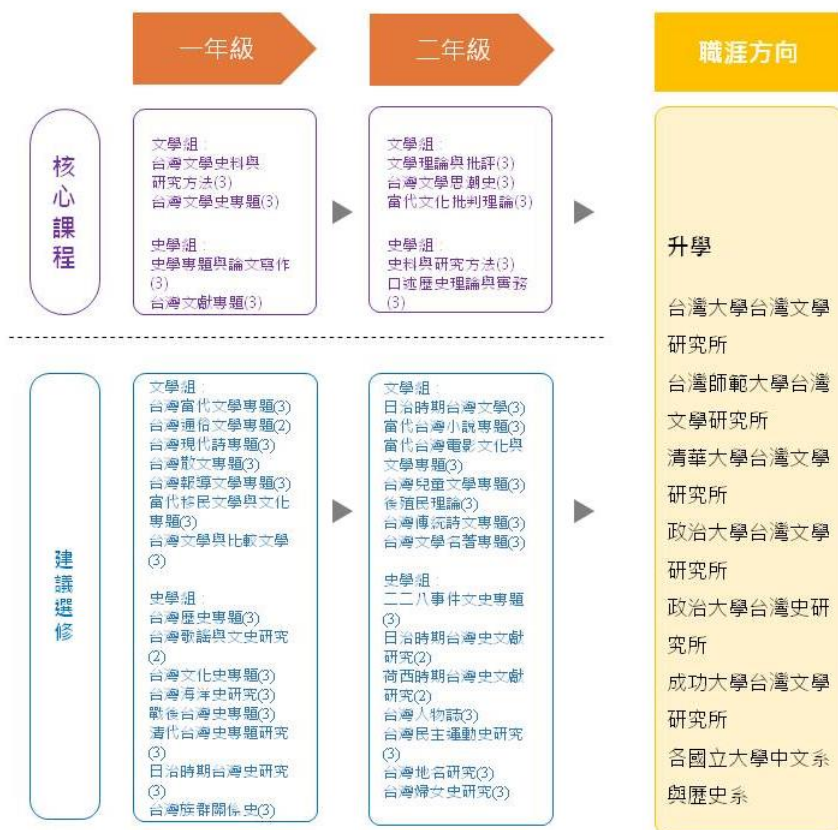 一年級
二年級
職涯方向
核心課程
文學組:
台灣文學史料與
研究方法(3)
台灣文學史專題(3)
史學組:
史學專題與論文寫作
(3)
台灣文獻專題(3)
文學組:
文學理論與批評(3)
台灣文學思潮史(3)
當代文化批判理論(3)
史學組:
史料與研究方法(3)
口述歷史理論與實務
(3)
建議選修
文學組:
台灣當代文學專題(3)
台灣通俗文學專題(2)
台灣現代詩專題(3)
台灣散文專題(3)
台灣報導文學專題(3)
當代移民文學與文化
專題(3)
台灣文學與比較文學
(3)
史學組:
台灣歷史專題(3)
台灣歌謠與文史研究
(2)
台灣文化史專題(3)
台灣海洋史研究(3)
戰後台灣史專題(3)
清代台灣史專題研究
(3)
日治時期台灣史研究
(3)
台灣族群關係史(3)
文學組:
日治時期台灣文學(3)
當代台灣小說專題(3)
當代台灣電影文化與
文學專題(3)
台灣兒童文學專題(3)
後殖民理論(3)
台灣傳統詩文專題(3)
台灣文學名著專題(3)
史學組:
二二八事件文史專題
(3)
日治時期台灣史文獻
研究(2)
荷西時期台灣史文獻
研究(2)
台灣人物誌(3)
台灣民主運動史研究
(3)
台灣地名研究(3)
台灣婦女史研究(3)
升學
台灣大學台灣文學
研究所
台灣師範大學台灣
文學研究所
清華大學台灣文學
研究所
政治大學台灣文學
研究所
政治大學台灣史研
究所
成功大學台灣文學
研究所
各國立大學中文系
與歷史系